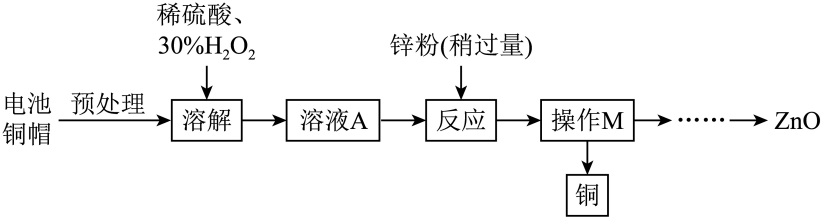 稀硫酸、
30%H₂O₂
锌粉(稍过量)
电池
铜帽
预处理
溶解
溶液A
反应
操作M
……
ZnO
铜